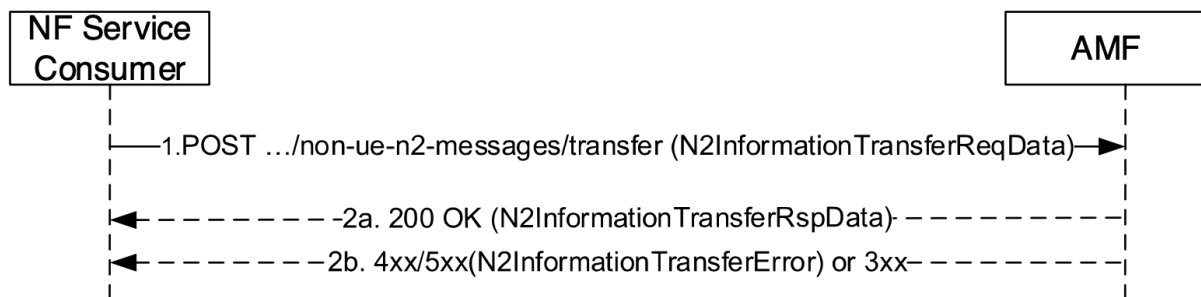 NF Service
Consumer
AMF
1.POST …/non-ue-n2-messages/transfer (N2InformationTransferReqData)
2a. 200 OK (N2InformationTransferRspData)
2b. 4xx/5xx(N2InformationTransferError) or 3xx